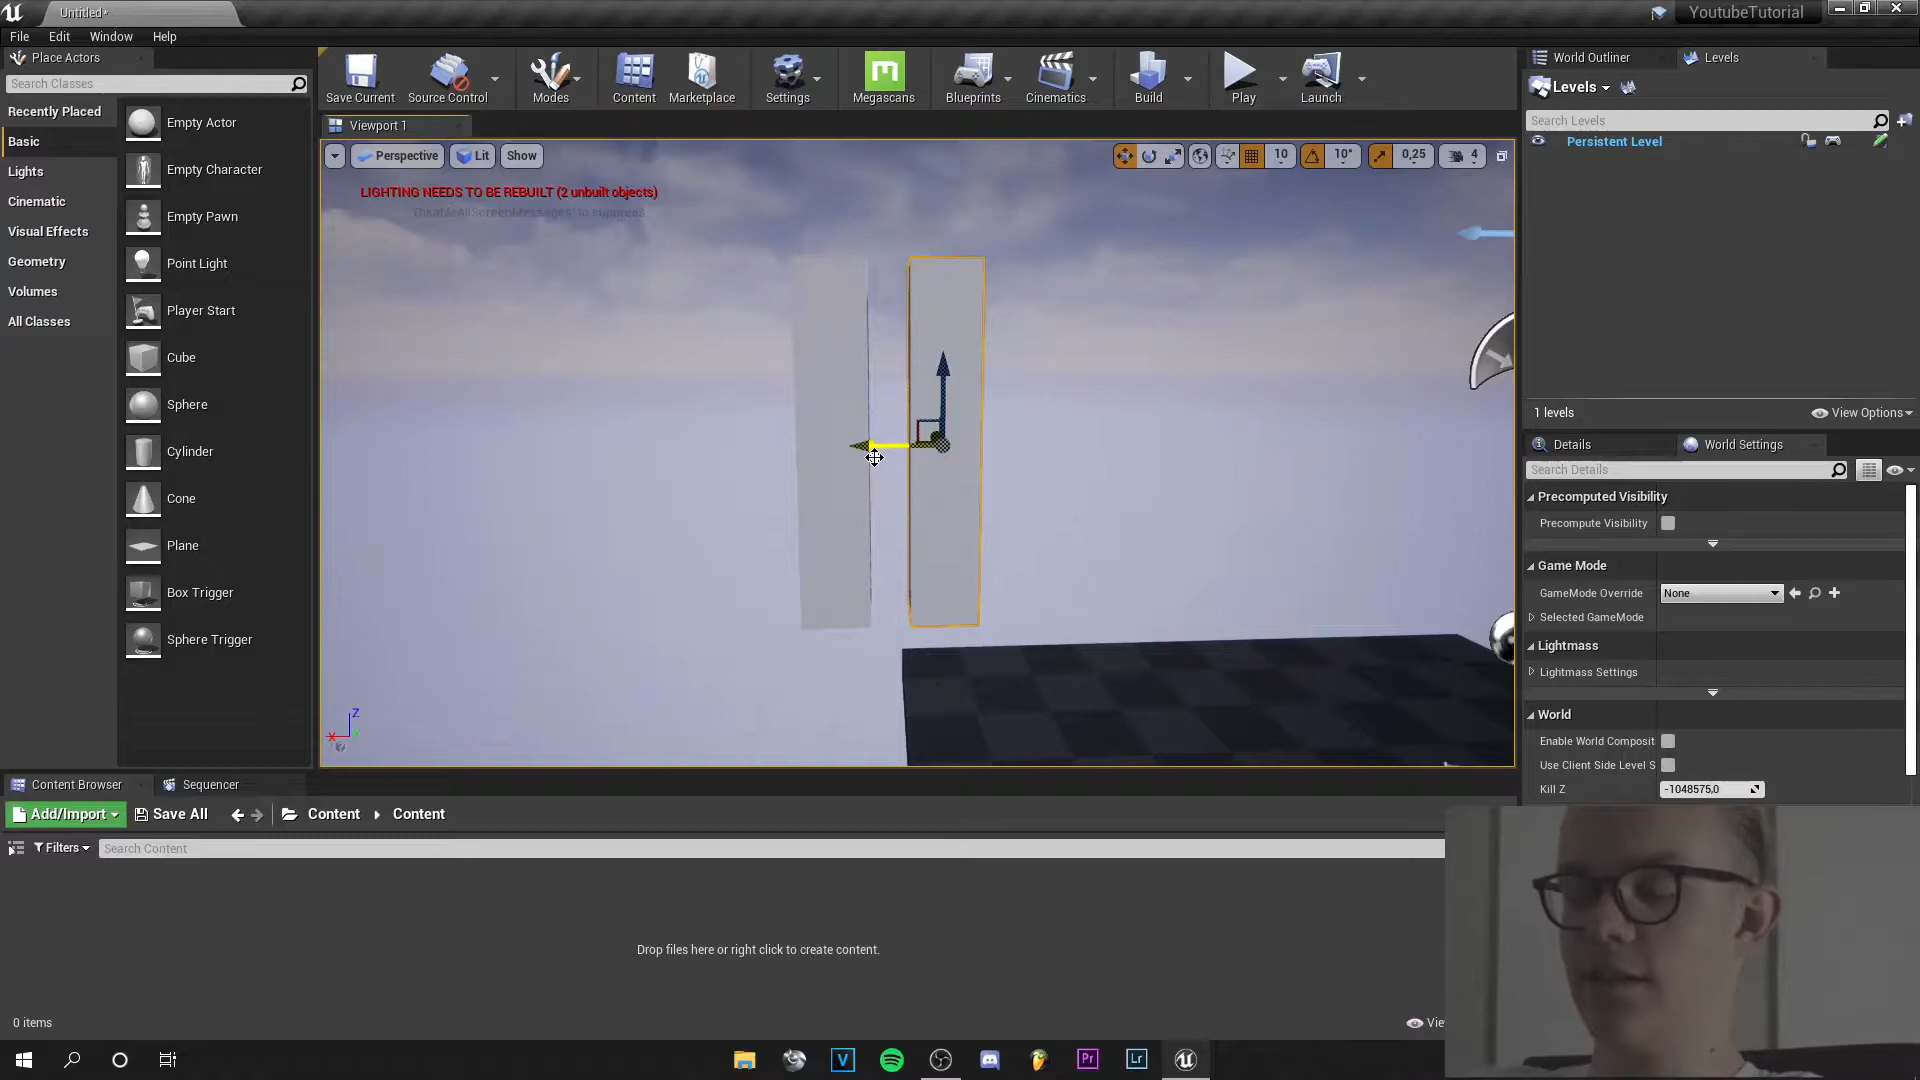 Untitled*
YoutubeTutorial
File Edit Window Help
Place Actors
Search Classes
Recently Placed
Basic
Lights
Cinematic
Visual Effects
Geometry
Volumes
All Classes
Empty Actor
Empty Character
Empty Pawn
Point Light
Player Start
Cube
Sphere
Cylinder
Cone
Plane
Box Trigger
Sphere Trigger
Save Current
Source Control
Modes
Content
Marketplace
Settings
Megascans
Blueprints
Cinematics
Build
Play
Launch
Viewport 1
Perspective
Lit
Show
10
10°
0,25
4
LIGHTING NEEDS TO BE REBUILT (2 unbuilt objects)
'DisableAllScreenMessages' to suppress
Z
X
Y
World Outliner
Levels
Levels
Search Levels
Persistent Level
1 levels
View Options
Details
World Settings
Search Details
Precomputed Visibility
Precompute Visibility
Game Mode
GameMode Override
None
Selected GameMode
Lightmass
Lightmass Settings
World
Enable World Composit
Use Client Side Level S
Kill Z
-1048575,0
Content Browser
Sequencer
Add/Import
Save All
Content
Content
Filters
Search Content
Drop files here or right click to create content.
0 items
Vie
V
Pr
Lr